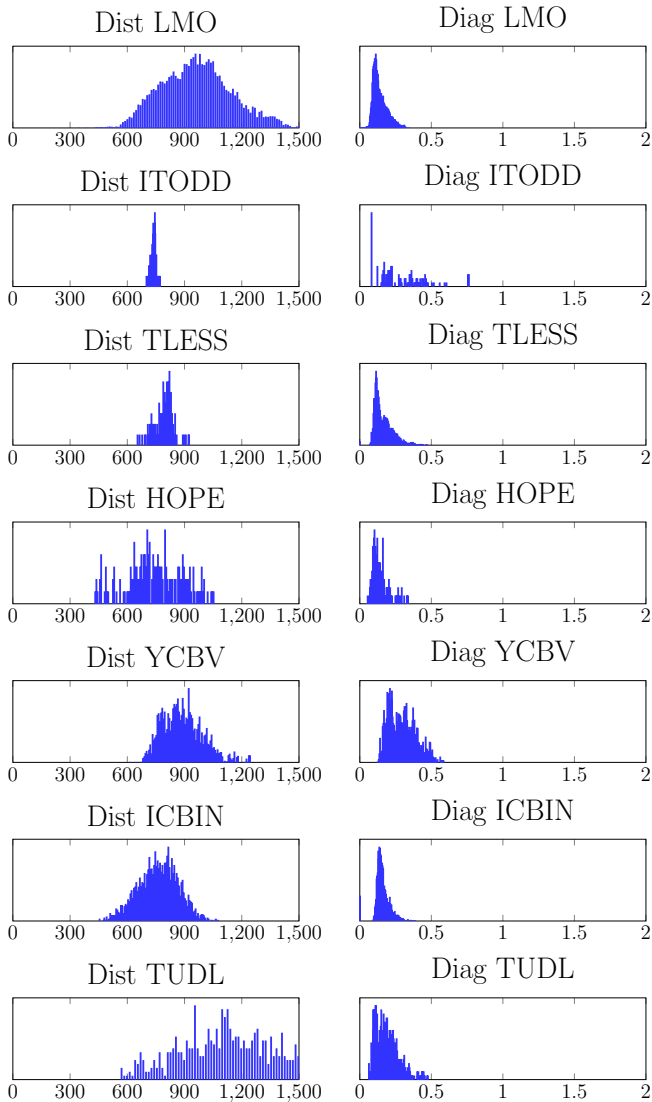 Dist LMO
Diag LMO
0 300 600 900 1,200 1,500
0 0.5 1 1.5 2
Dist ITODD
Diag ITODD
0 300 600 900 1,200 1,500
0 0.5 1 1.5 2
Dist TLESS
Diag TLESS
0 300 600 900 1,200 1,500
0 0.5 1 1.5 2
Dist HOPE
Diag HOPE
0 300 600 900 1,200 1,500
0 0.5 1 1.5 2
Dist YCBV
Diag YCBV
0 300 600 900 1,200 1,500
0 0.5 1 1.5 2
Dist ICBIN
Diag ICBIN
0 300 600 900 1,200 1,500
0 0.5 1 1.5 2
Dist TUDL
Diag TUDL
0 300 600 900 1,200 1,500
0 0.5 1 1.5 2